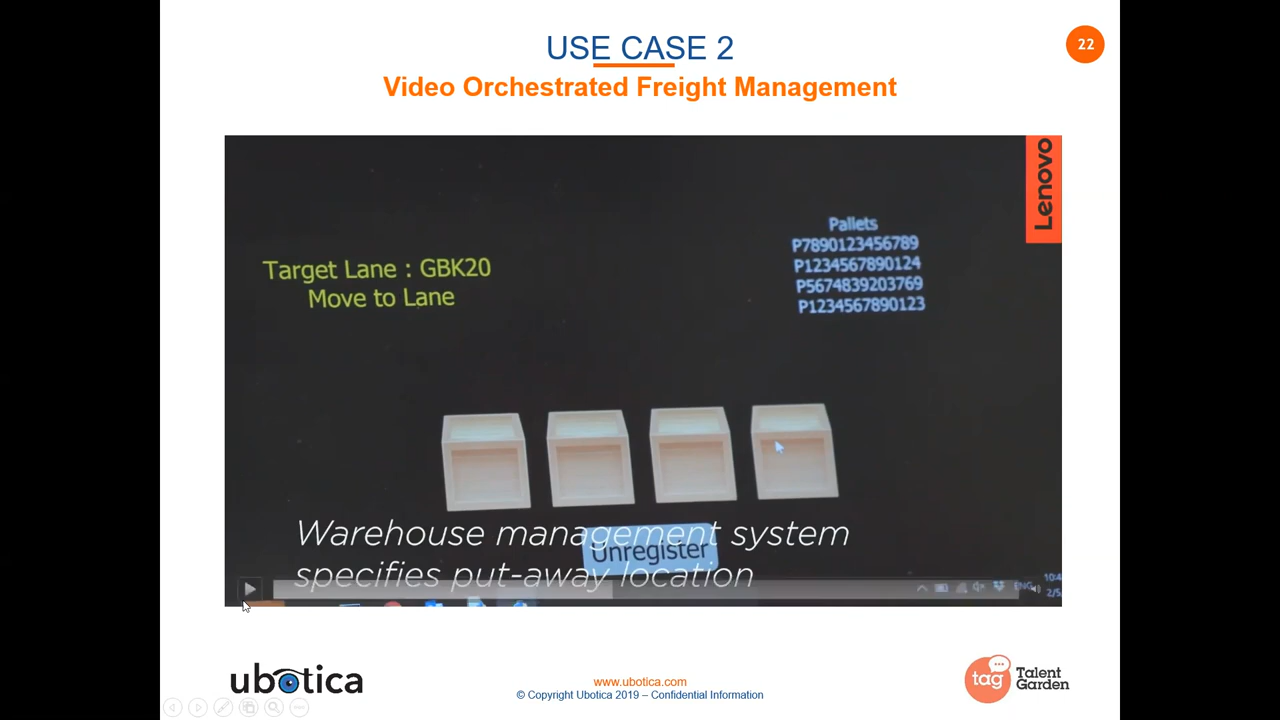 USE CASE 2
22
Video Orchestrated Freight Management
Lenovo
Pallets
P7890123456789
P1234567890124
P5674839203769
P1234567890123
Target Lane : GBK20
Move to Lane
Warehouse management system
Unregister
specifies put-away location
ENG
ubotica
www.ubotica.com
© Copyright Ubotica 2019 – Confidential Information
tag
Talent
Garden